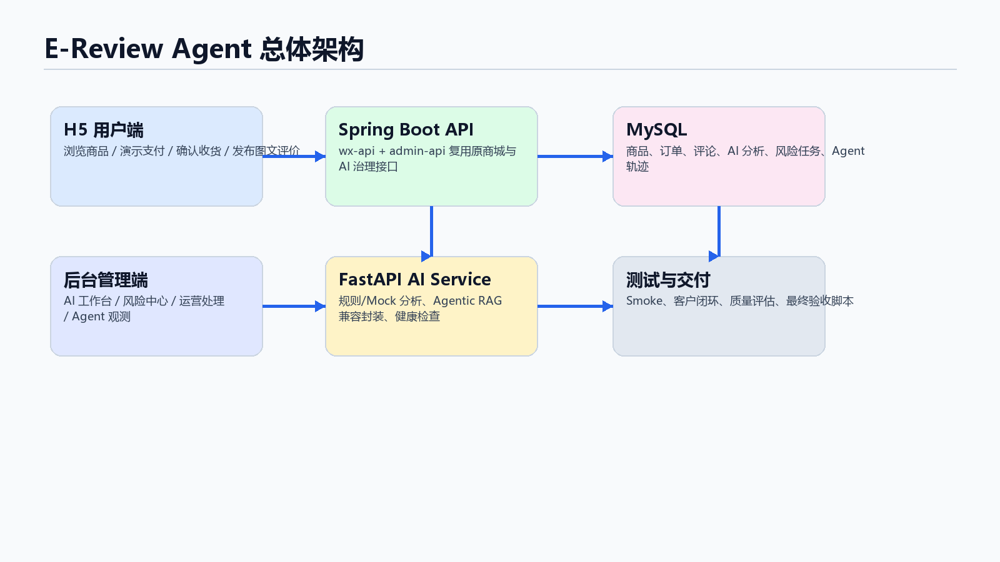 E-Review Agent 总体架构
H5 用户端
浏览商品 / 演示支付 / 确认收货 / 发布图文评价
Spring Boot API
wx-api + admin-api 复用原商城与
AI 治理接口
MySQL
商品、订单、评论、AI 分析、风险任务、Agent
轨迹
后台管理端
AI 工作台 / 风险中心 / 运营处理
/ Agent 观测
FastAPI AI Service
规则/Mock 分析、Agentic RAG
兼容封装、健康检查
测试与交付
Smoke、客户闭环、质量评估、最终验收脚本